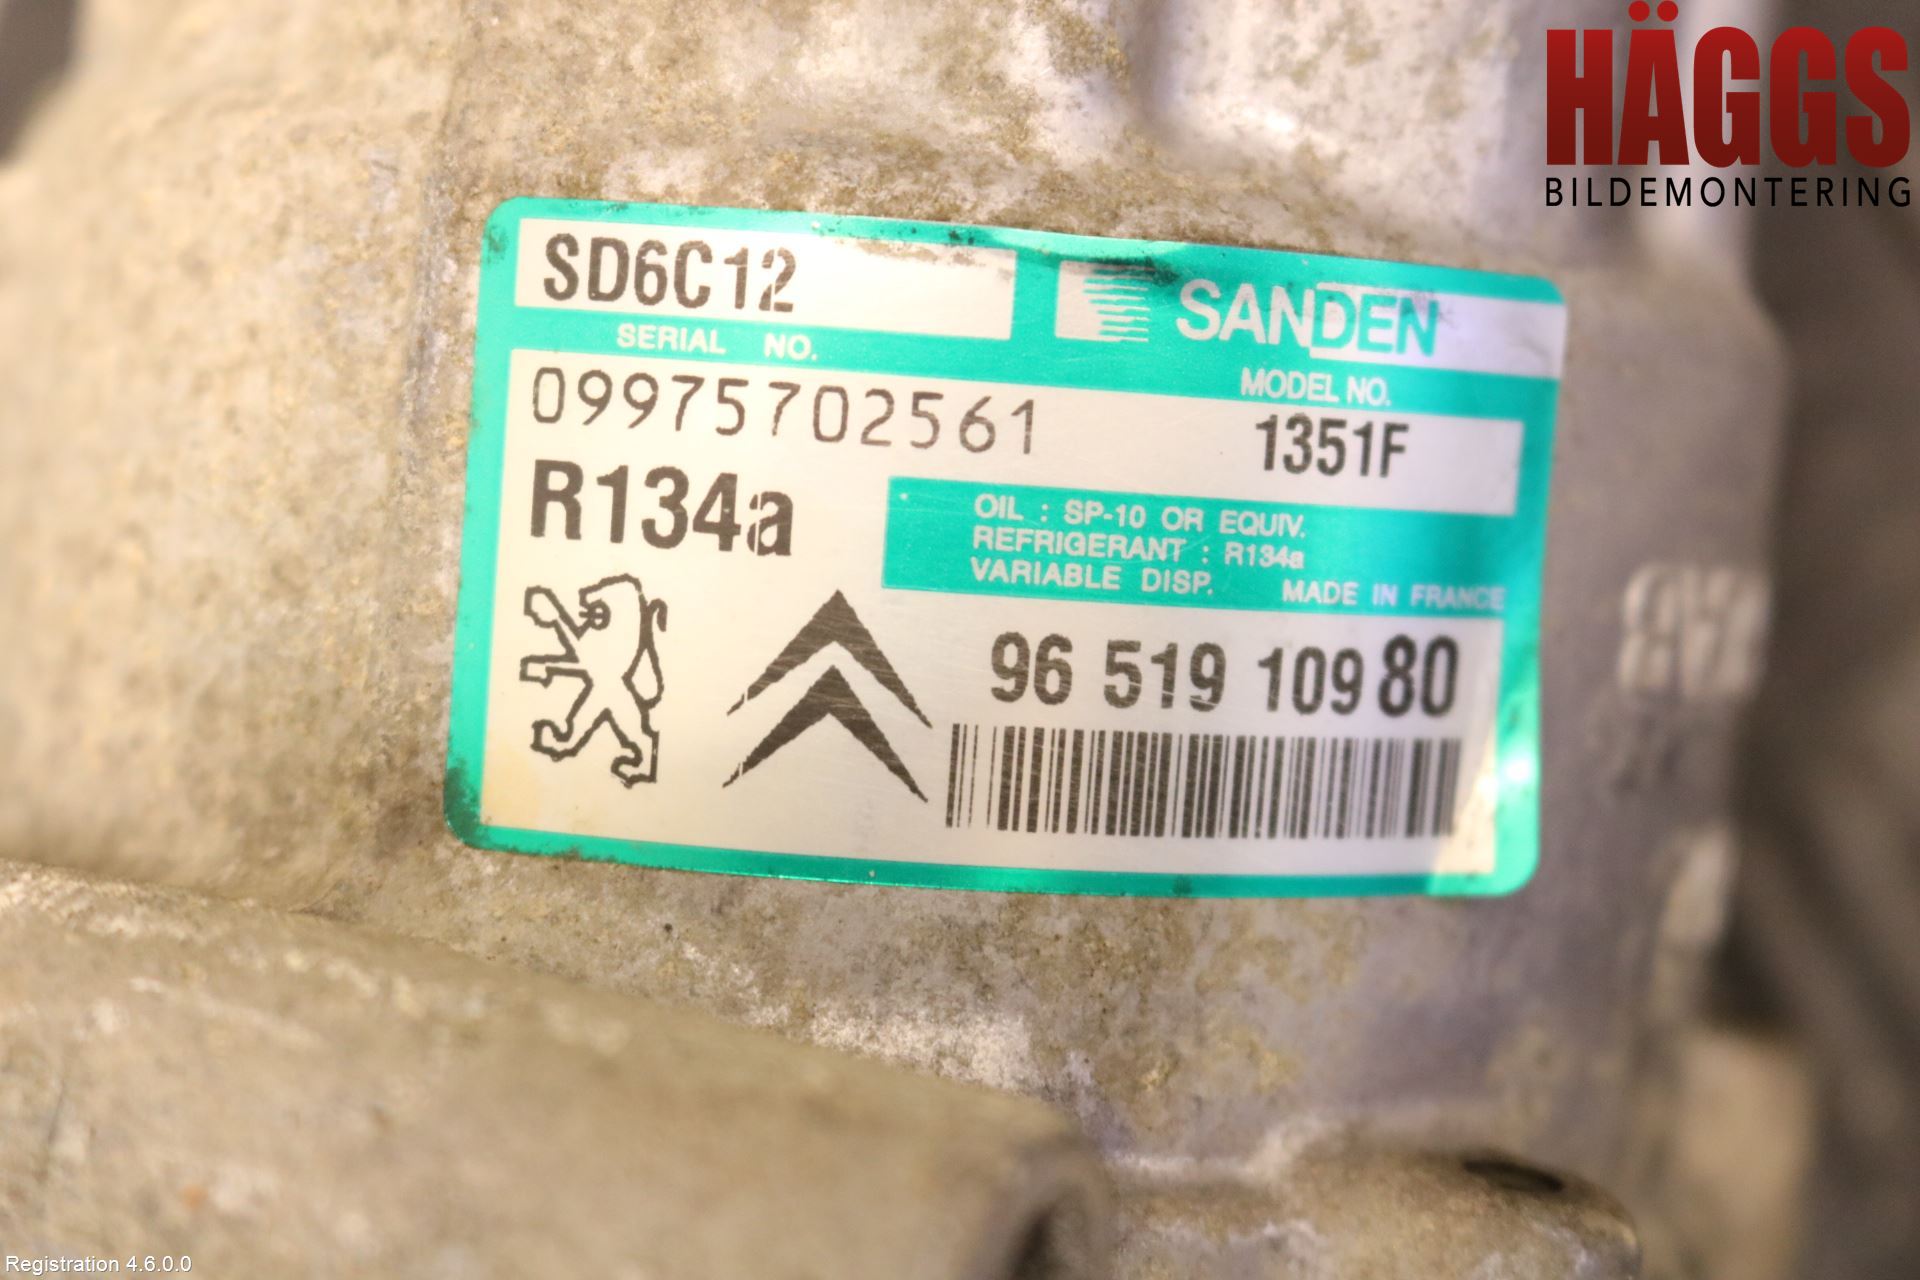 HÄGGS
BILDEMONTERING
SD6C12
SANDEN
SERIAL NO.
MODEL NO.
09975702561
1351F
R134a
OIL : SP-10 OR EQUIV.
REFRIGERANT : R134a
VARIABLE DISP. MADE IN FRANCE
96 519 109 80
Registration 4.6.0.0